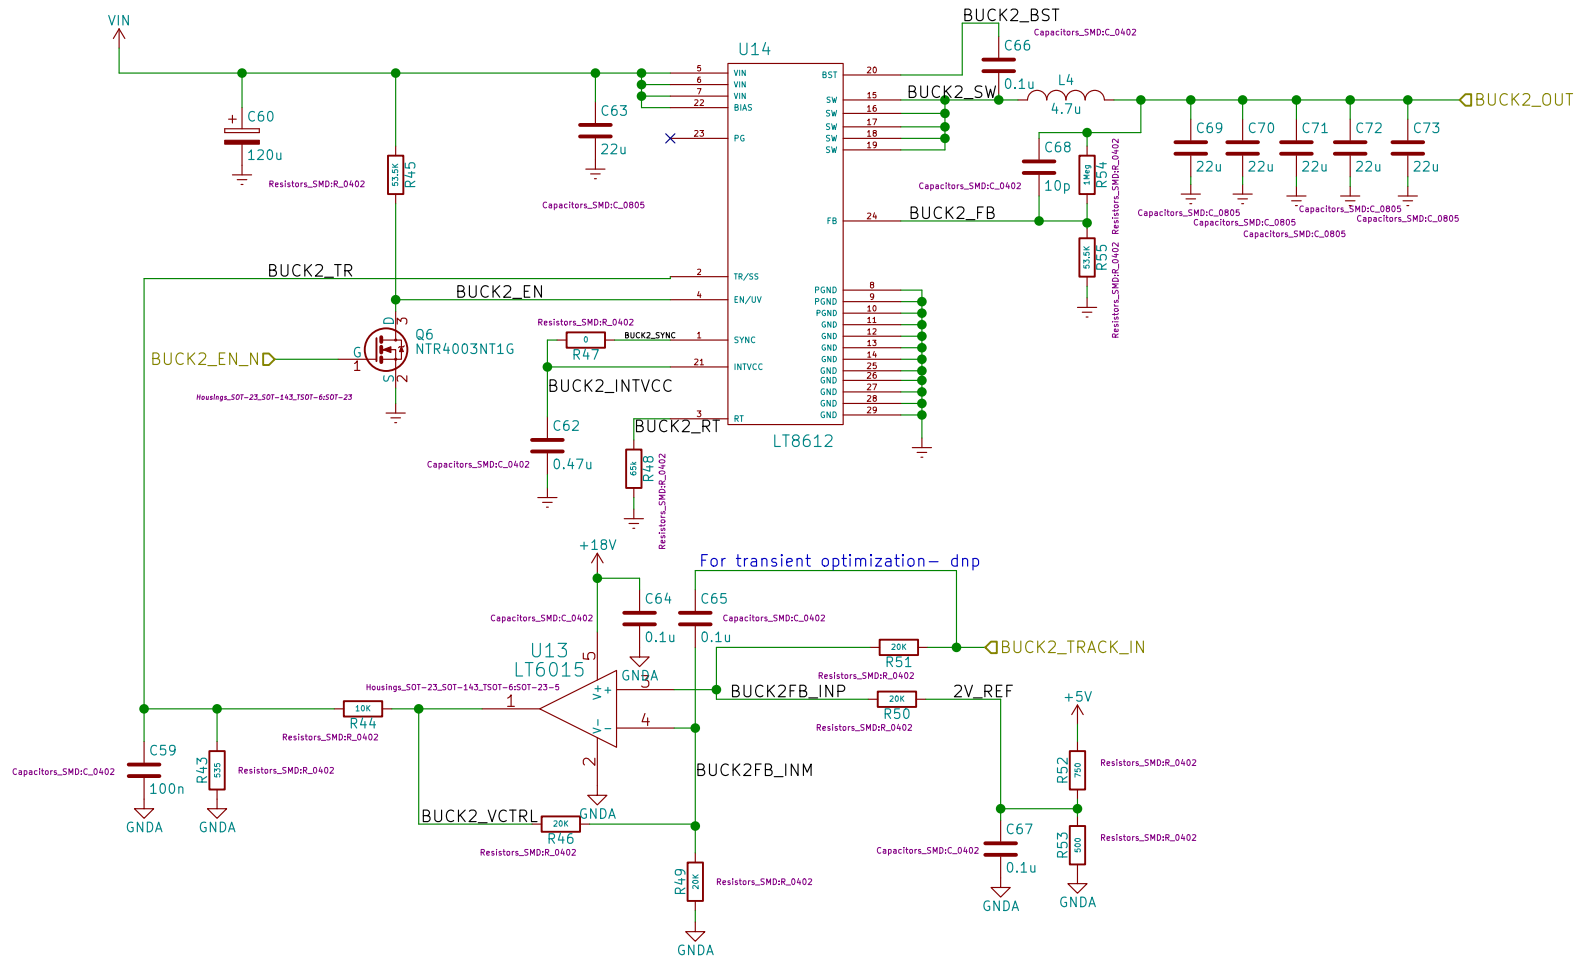 VIN
BUCK2_BST
Capacitors_SMD:C_0402
C66
0.1u
U14
5 VIN
6 VIN
7 VIN
22 BIAS
23 PG
BST 20
SW 15
SW 16
SW 17
SW 18
SW 19
BUCK2_SW
L4
4.7u
BUCK2_OUT
C60
120u
C63
22u
Capacitors_SMD:C_0805
Resistors_SMD:R_0402
53.5K
R45
C68
10p
Capacitors_SMD:C_0402
1Meg
R54
Resistors_SMD:R_0402
C69
22u
C70
22u
C71
22u
C72
22u
C73
22u
Capacitors_SMD:C_0805
Capacitors_SMD:C_0805
Capacitors_SMD:C_0805
Capacitors_SMD:C_0805
Capacitors_SMD:C_0805
FB 24
BUCK2_FB
53.5K
R55
Resistors_SMD:R_0402
BUCK2_TR
2 TR/SS
BUCK2_EN
4 EN/UV
PGND 8
PGND 9
PGND 10
GND 11
GND 12
GND 13
GND 14
GND 25
GND 26
GND 27
GND 28
GND 29
BUCK2_EN_N
G
1
D
3
S
2
Q6
NTR4003NT1G
Housings_SOT-23_SOT-143_TSOT-6:SOT-23
Resistors_SMD:R_0402
0
R47
BUCK2_SYNC
1 SYNC
21 INTVCC
BUCK2_INTVCC
C62
0.47u
Capacitors_SMD:C_0402
3 RT
BUCK2_RT
65k
R48
Resistors_SMD:R_0402
LT8612
+18V
For transient optimization- dnp
Capacitors_SMD:C_0402
C64
0.1u
GNDA
C65
0.1u
Capacitors_SMD:C_0402
U13
LT6015
Housings_SOT-23_SOT-143_TSOT-6:SOT-23-5
5
V+
+
3
V-
-
4
1
2
GNDA
20K
R51
Resistors_SMD:R_0402
BUCK2_TRACK_IN
BUCK2FB_INP
20K
R50
Resistors_SMD:R_0402
2V_REF
+5V
R52
750
Resistors_SMD:R_0402
10K
R44
Resistors_SMD:R_0402
C59
100n
Capacitors_SMD:C_0402
GNDA
R43
535
Resistors_SMD:R_0402
GNDA
BUCK2FB_INM
BUCK2_VCTRL
20K
R46
Resistors_SMD:R_0402
R49
20K
Resistors_SMD:R_0402
GNDA
C67
0.1u
Capacitors_SMD:C_0402
GNDA
R53
500
Resistors_SMD:R_0402
GNDA